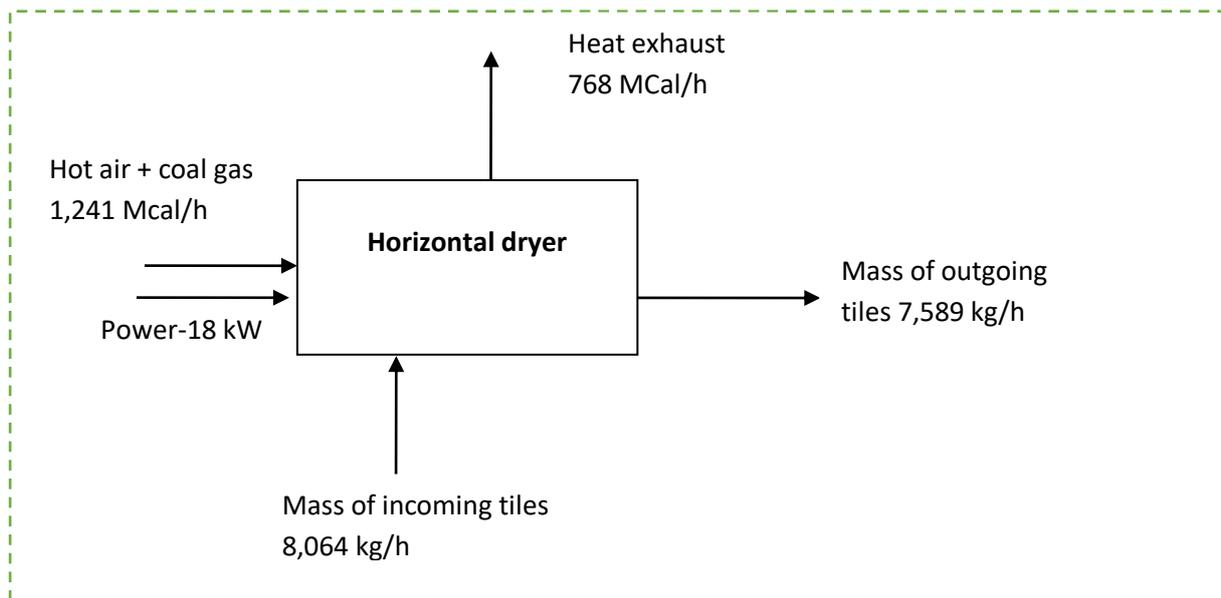 Heat exhaust
768 MCal/h
Hot air + coal gas
1,241 Mcal/h
Horizontal dryer
Mass of outgoing
tiles 7,589 kg/h
Power-18 kW
Mass of incoming tiles
8,064 kg/h